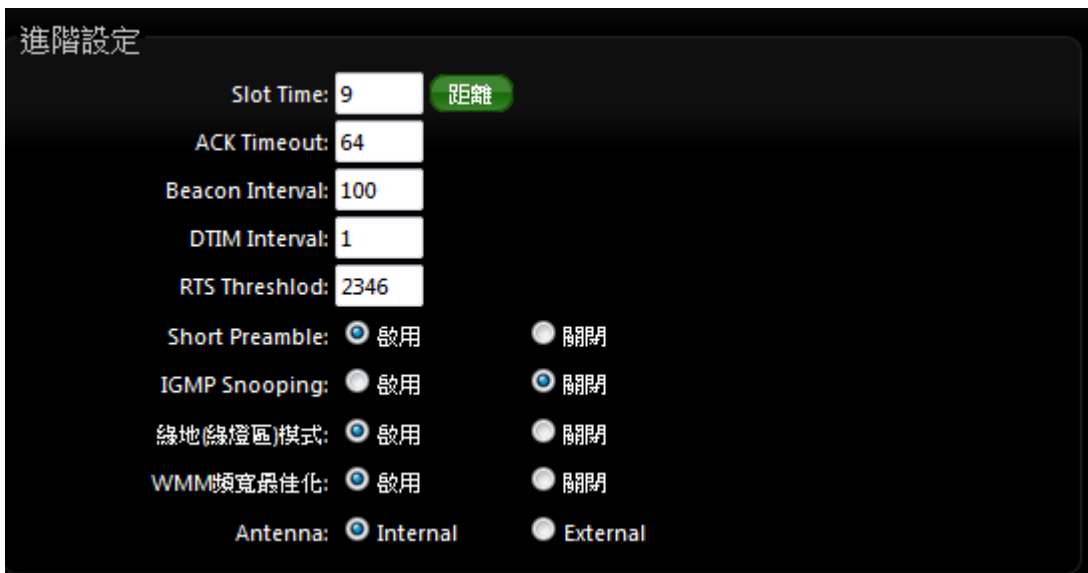 進階設定
Slot Time: 9 距離
ACK Timeout: 64
Beacon Interval: 100
DTIM Interval: 1
RTS Threshlod: 2346
Short Preamble: 啟用 關閉
IGMP Snooping: 啟用 關閉
綠地(綠燈區)模式: 啟用 關閉
WMM頻寬最佳化: 啟用 關閉
Antenna: Internal External